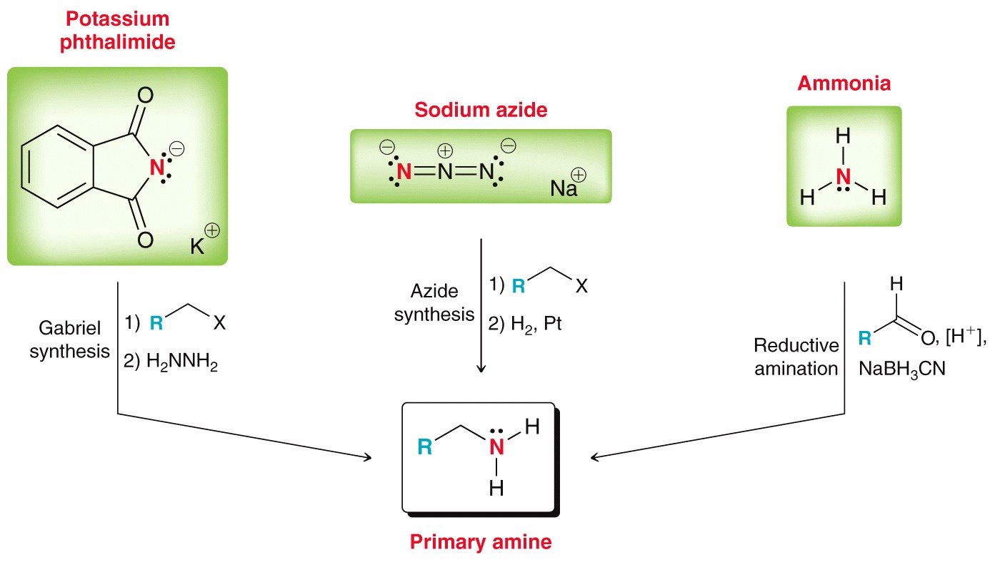 Potassium
phthalimide
O
N
⊖
O
K⊕
Sodium azide
⊖ ⊕ ⊖
N=N=N
Na⊕
Ammonia
H
N
H H
Gabriel
synthesis
1) R X
2) H₂NNH₂
Azide
synthesis
1) R X
2) H₂, Pt
Reductive
amination
H
R O, [H⁺],
NaBH₃CN
R N H
H
Primary amine